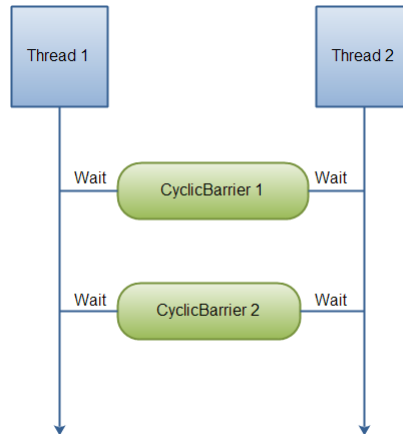 Thread 1
Thread 2
Wait
CyclicBarrier 1
Wait
Wait
CyclicBarrier 2
Wait